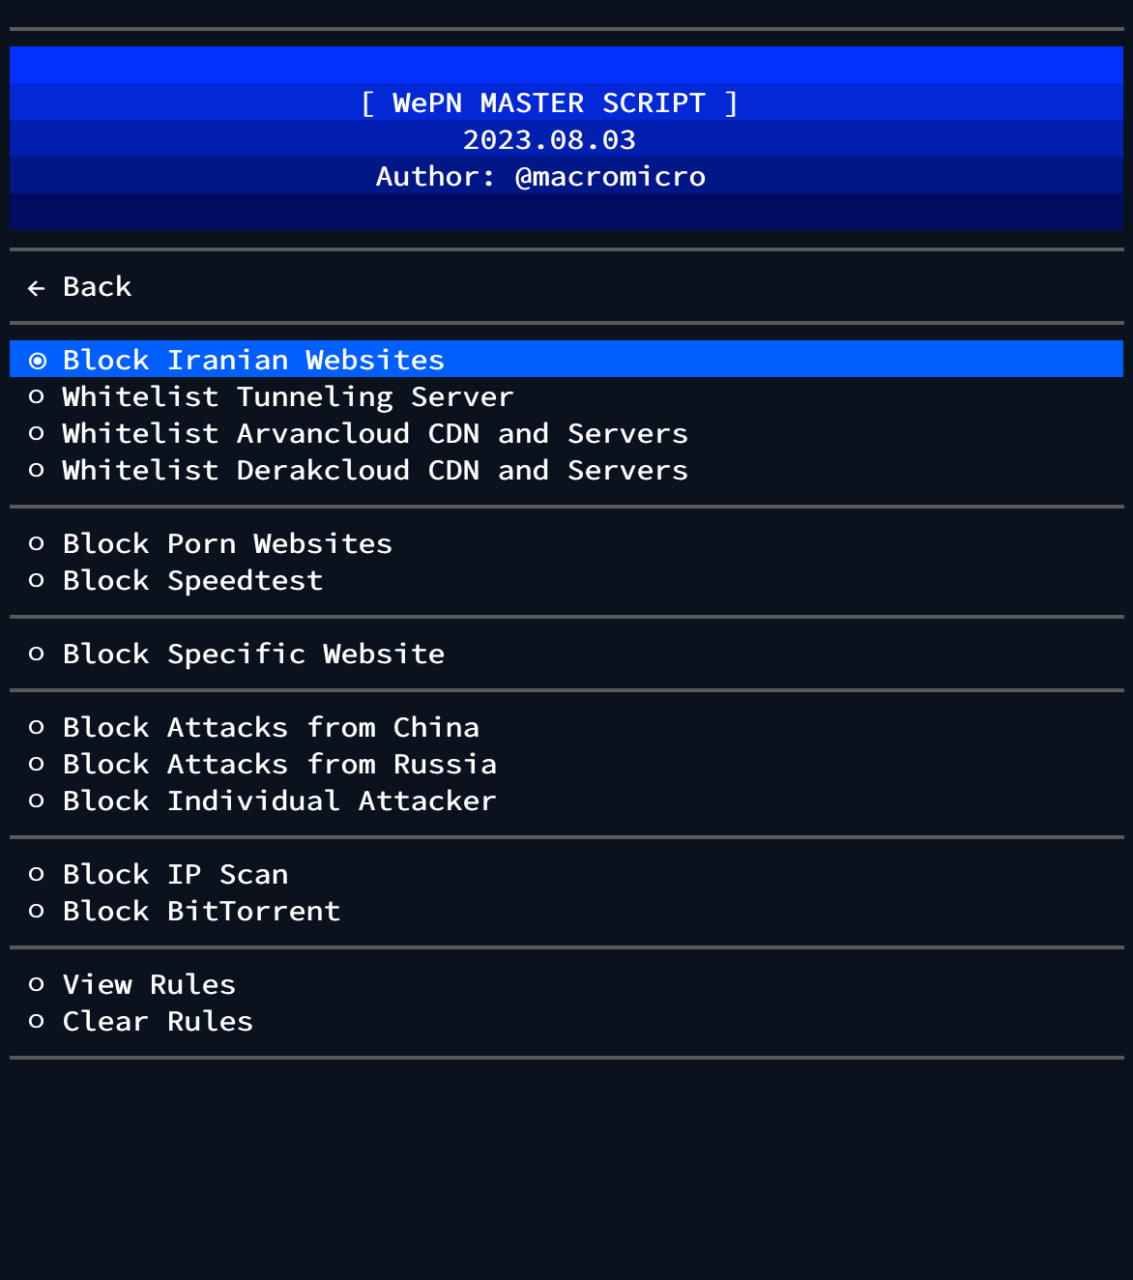 [ WePN MASTER SCRIPT ]
2023.08.03
Author: @macromicro
← Back
Block Iranian Websites
Whitelist Tunneling Server
Whitelist Arvancloud CDN and Servers
Whitelist Derakcloud CDN and Servers
Block Porn Websites
Block Speedtest
Block Specific Website
Block Attacks from China
Block Attacks from Russia
Block Individual Attacker
Block IP Scan
Block BitTorrent
View Rules
Clear Rules